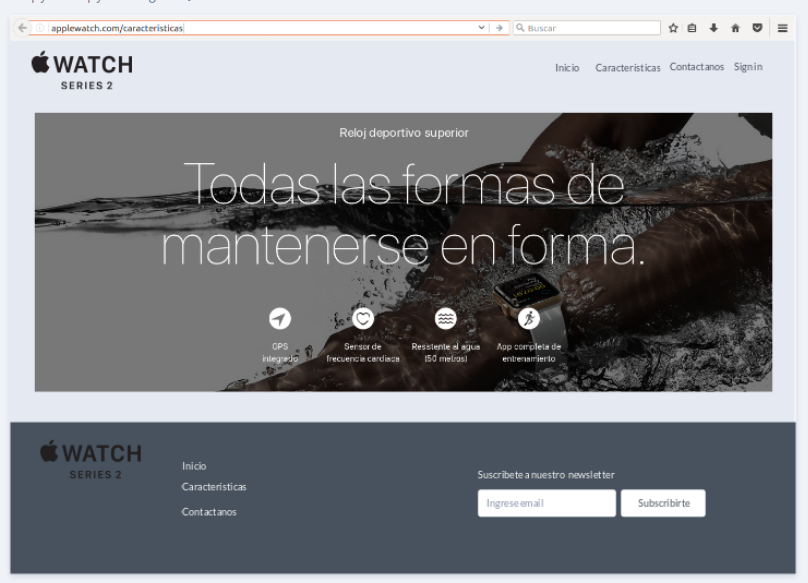 applewatch.com/caracteristicas
Buscar
WATCH
SERIES 2
Inicio Características Contactanos Signin
Reloj deportivo superior
Todas las formas de
mantenerse en forma.
GPS
integrado
Sensor de
frecuencia cardiaca
Resistente al agua
(50 metros)
App completa de
entrenamiento
WATCH
SERIES 2
Inicio
Características
Contactanos
Suscribete a nuestro newsletter
Ingrese email
Subscribirte